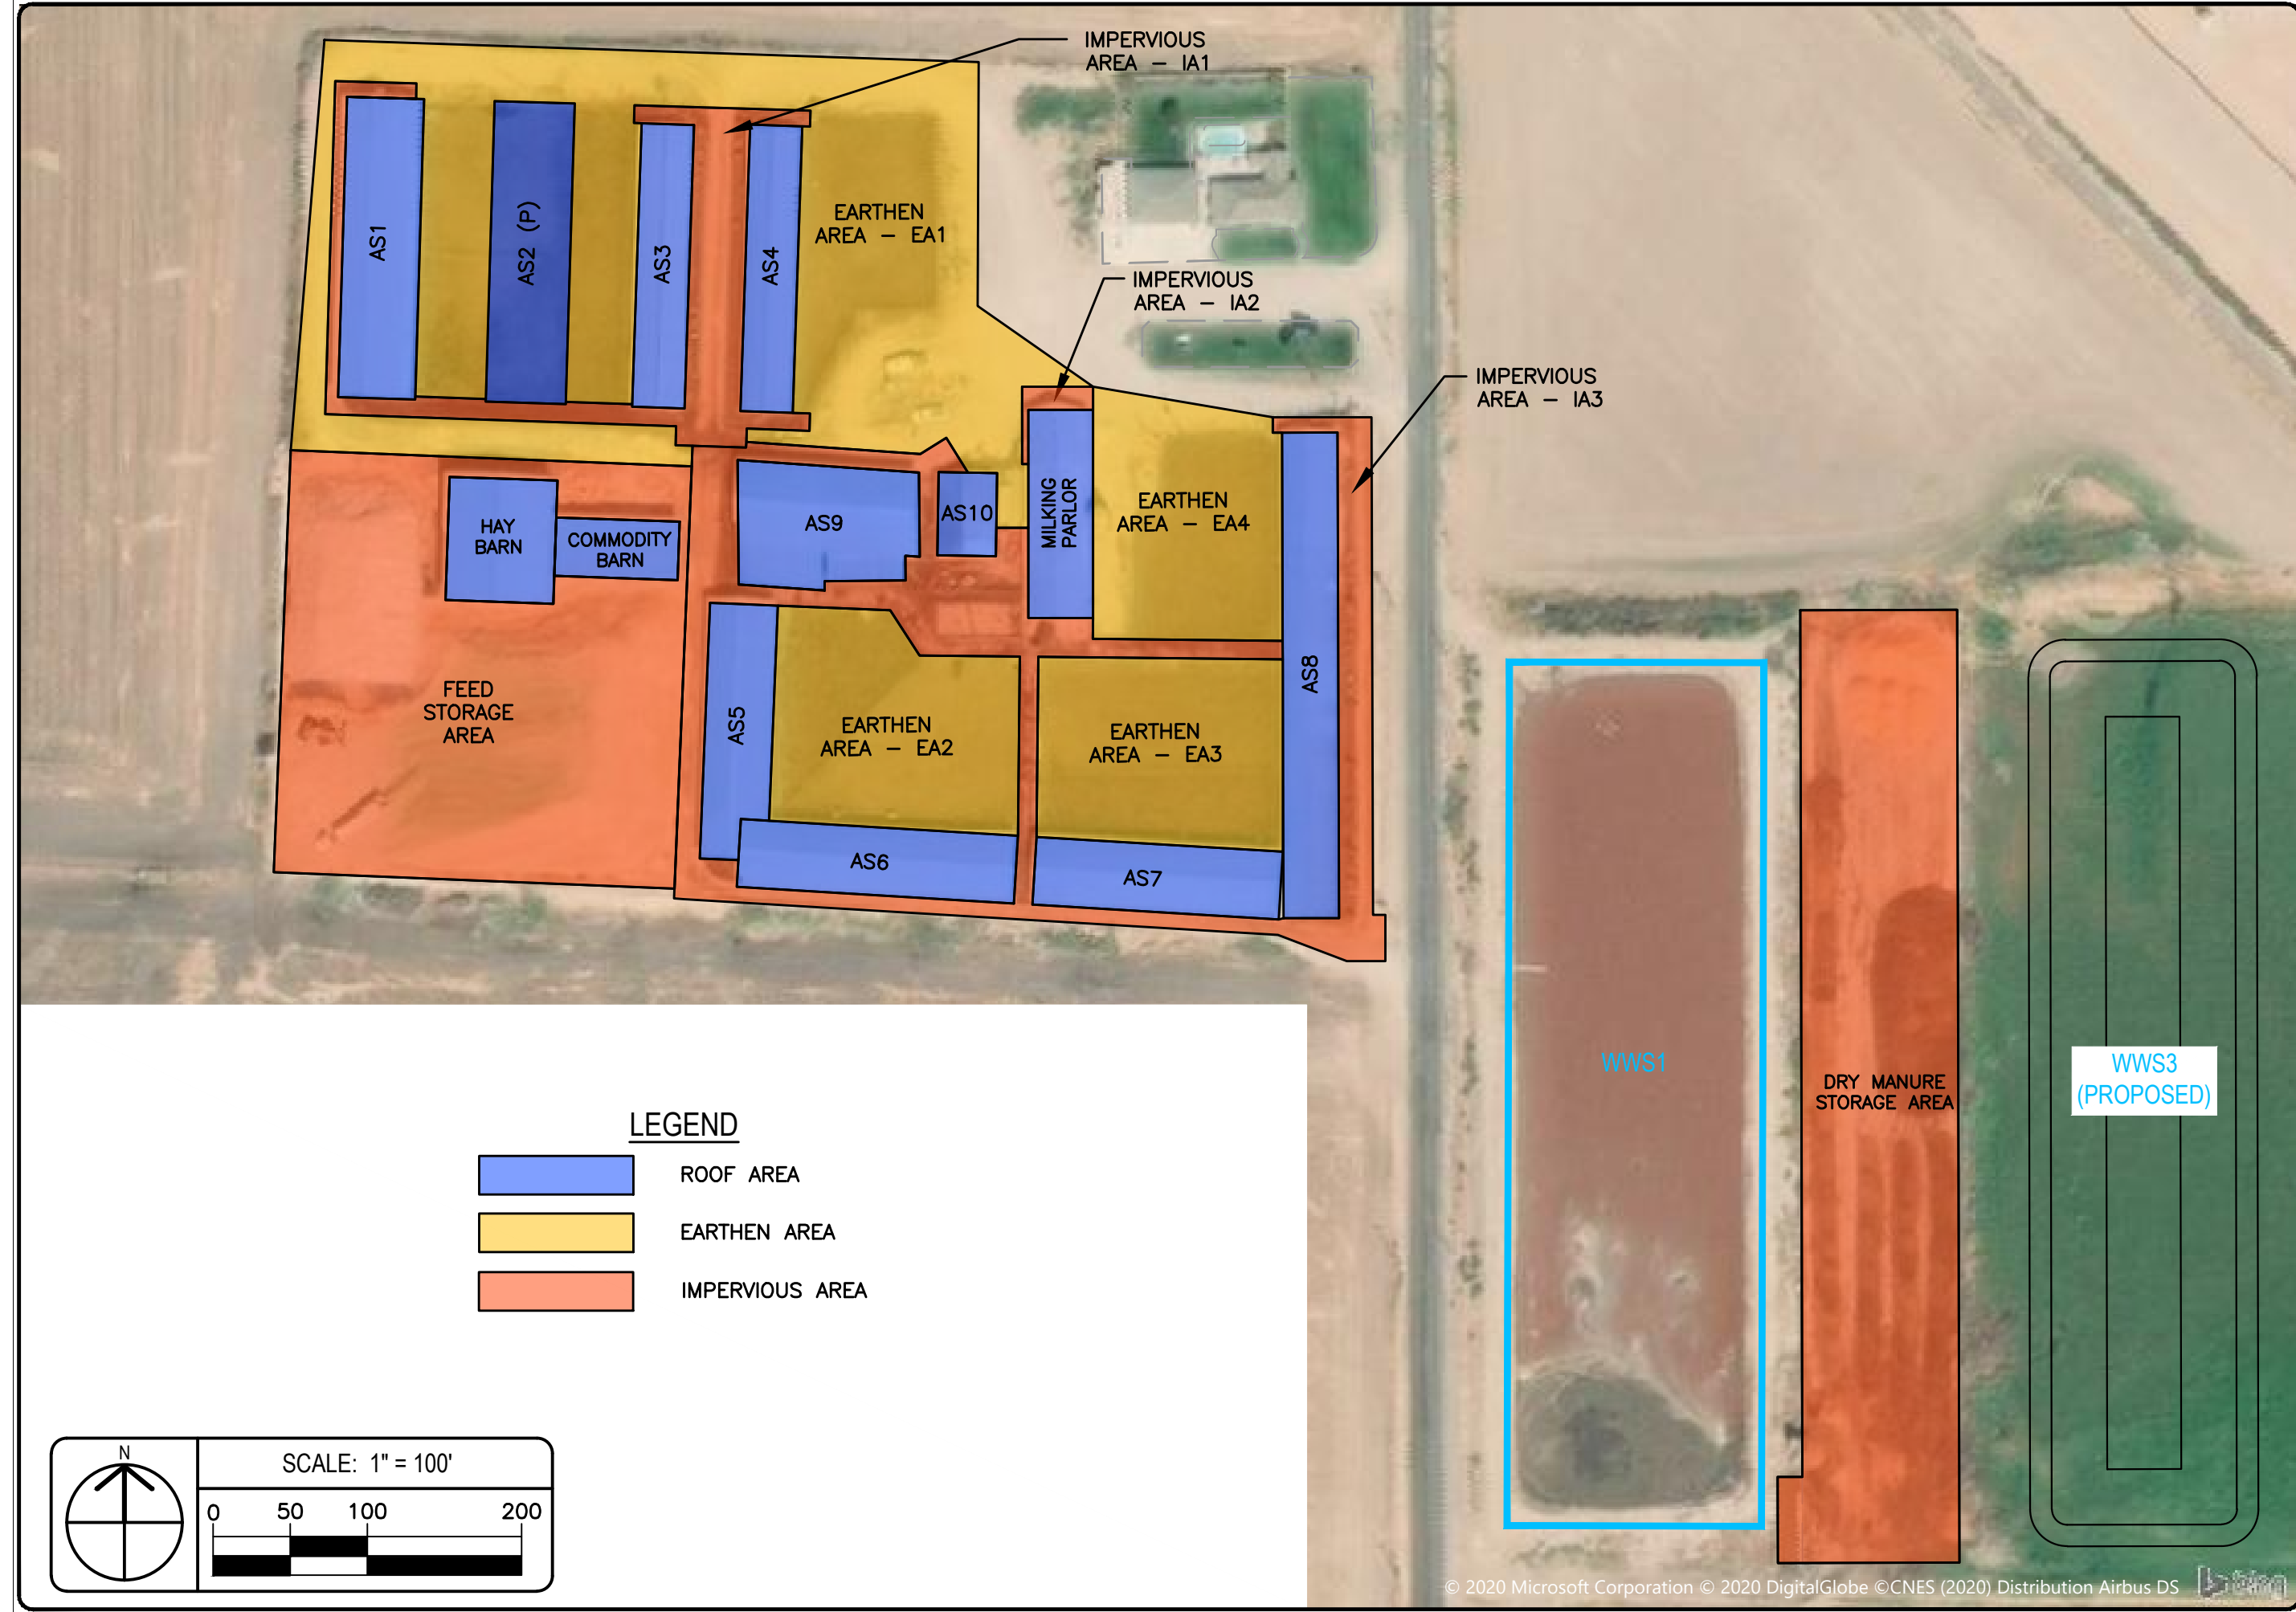 IMPERVIOUS
AREA - IA1
EARTHEN
AREA - EA1
AS1
AS2 (P)
AS3
AS4
IMPERVIOUS
AREA - IA2
IMPERVIOUS
AREA - IA3
HAY
BARN
COMMODITY
BARN
AS9
AS10
MILKING
PARLOR
EARTHEN
AREA - EA4
FEED
STORAGE
AREA
AS5
EARTHEN
AREA - EA2
EARTHEN
AREA - EA3
AS8
AS6
AS7
WWS1
DRY MANURE
STORAGE AREA
WWS3
(PROPOSED)
LEGEND
ROOF AREA
EARTHEN AREA
IMPERVIOUS AREA
N
SCALE: 1" = 100'
0 50 100 200
© 2020 Microsoft Corporation © 2020 DigitalGlobe ©CNES (2020) Distribution Airbus DS